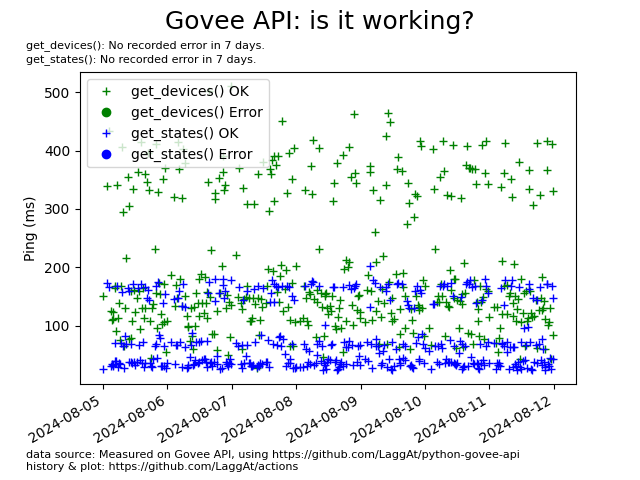 Govee API: is it working?
get_devices(): No recorded error in 7 days.
get_states(): No recorded error in 7 days.
get_devices() OK
get_devices() Error
get_states() OK
get_states() Error
Ping (ms)
500
400
300
200
100
2024-08-05
2024-08-06
2024-08-07
2024-08-08
2024-08-09
2024-08-10
2024-08-11
2024-08-12
data source: Measured on Govee API, using https://github.com/LaggAt/python-govee-api
history & plot: https://github.com/LaggAt/actions